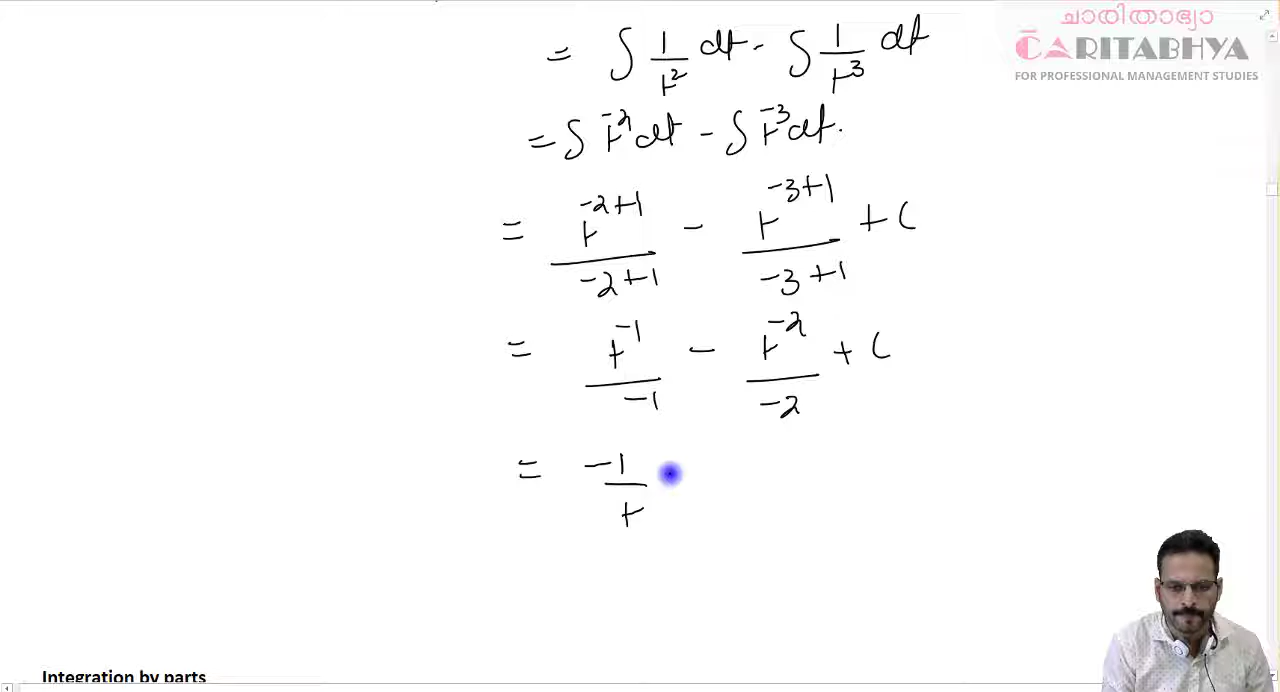 ചാരിതാഭ്യാ
CARITABHYA
FOR PROFESSIONAL MANAGEMENT STUDIES
= ∫ 1/t² dt - ∫ 1/t³ dt
= ∫ t⁻² dt - ∫ t⁻³ dt.
= t⁻²⁺¹/-2+1 - t⁻³⁺¹/-3+1 + C
= t⁻¹/-1 - t⁻²/-2 + C
= -1/t
Integration by parts